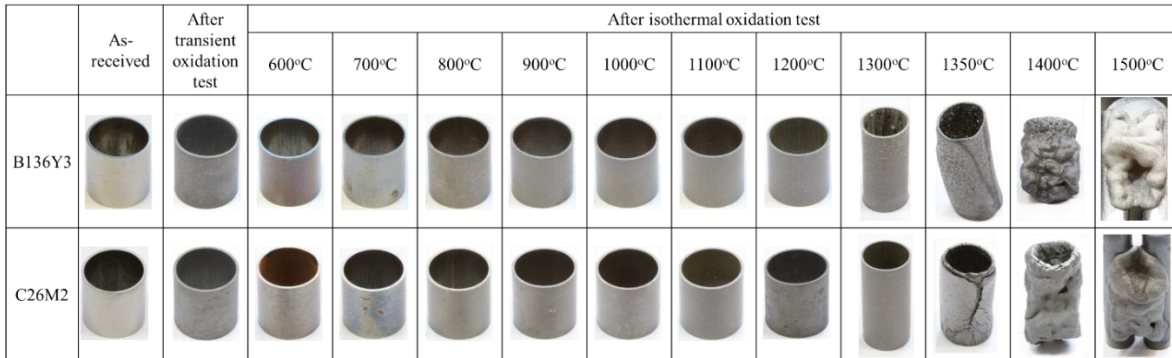 As-received
After transient oxidation test
After isothermal oxidation test
600°C
700°C
800°C
900°C
1000°C
1100°C
1200°C
1300°C
1350°C
1400°C
1500°C
B136Y3
C26M2